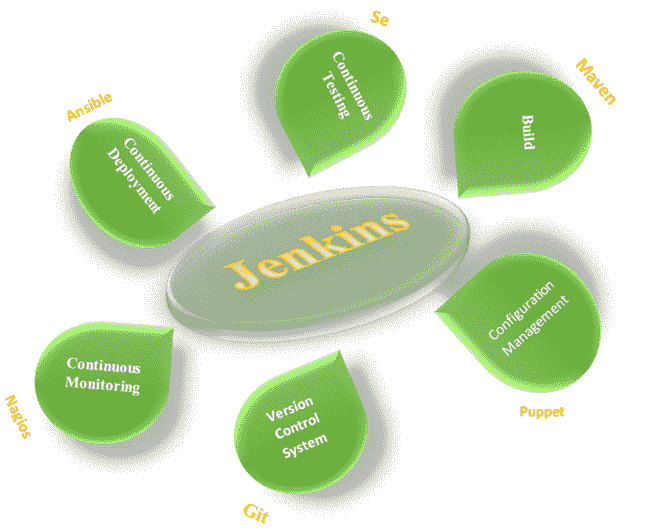 Se
Continuous
Testing
Maven
Build
Ansible
Continuous
Deployment
Jenkins
Configuration
Management
Puppet
Continuous
Monitoring
Nagios
Version
Control
System
Git